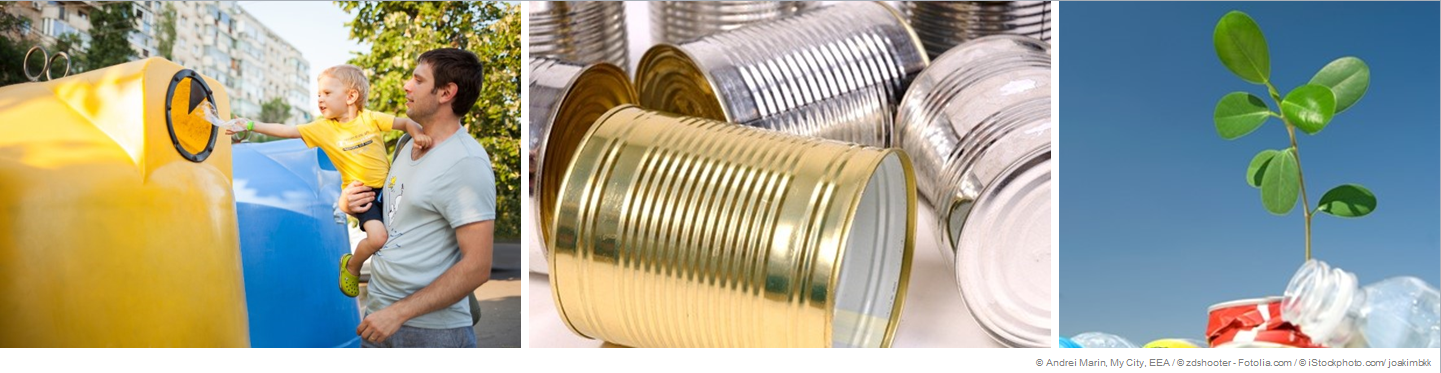 © Andrei Marin, My City, EEA / © zdshooter - Fotolia.com / © iStockphoto.com/ joakimbkk